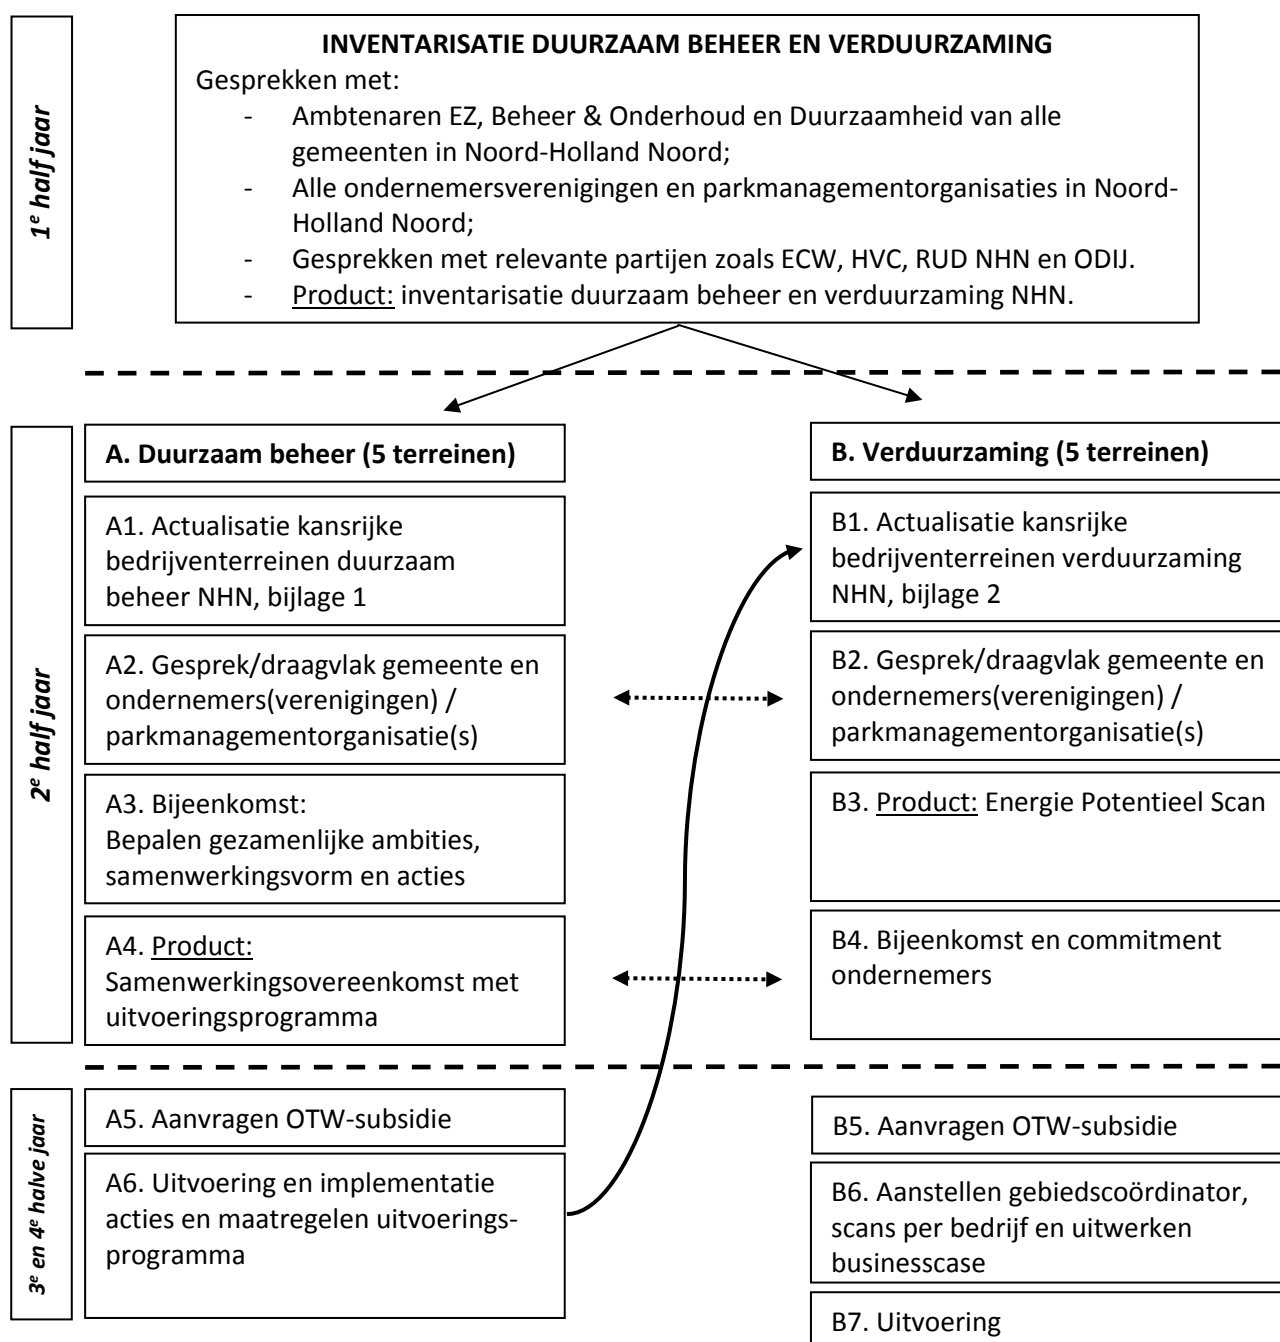 1e half jaar
INVENTARISATIE DUURZAAM BEHEER EN VERDUURZAMING
Gesprekken met:
- Ambtenaren EZ, Beheer & Onderhoud en Duurzaamheid van alle
gemeenten in Noord-Holland Noord;
- Alle ondernemersverenigingen en parkmanagementorganisaties in Noord-
Holland Noord;
- Gesprekken met relevante partijen zoals ECW, HVC, RUD NHN en ODIJ.
- Product: inventarisatie duurzaam beheer en verduurzaming NHN.
2e half jaar
A. Duurzaam beheer (5 terreinen)
A1. Actualisatie kansrijke
bedrijventerreinen duurzaam
beheer NHN, bijlage 1
A2. Gesprek/draagvlak gemeente en
ondernemers(verenigingen) /
parkmanagementorganisatie(s)
A3. Bijeenkomst:
Bepalen gezamenlijke ambities,
samenwerkingsvorm en acties
A4. Product:
Samenwerkingsovereenkomst met
uitvoeringsprogramma
B. Verduurzaming (5 terreinen)
B1. Actualisatie kansrijke
bedrijventerreinen verduurzaming
NHN, bijlage 2
B2. Gesprek/draagvlak gemeente en
ondernemers(verenigingen) /
parkmanagementorganisatie(s)
B3. Product: Energie Potentieel Scan
B4. Bijeenkomst en commitment
ondernemers
3e en 4e halve jaar
A5. Aanvragen OTW-subsidie
A6. Uitvoering en implementatie
acties en maatregelen uitvoerings-
programma
B5. Aanvragen OTW-subsidie
B6. Aanstellen gebiedscoördinator,
scans per bedrijf en uitwerken
businesscase
B7. Uitvoering